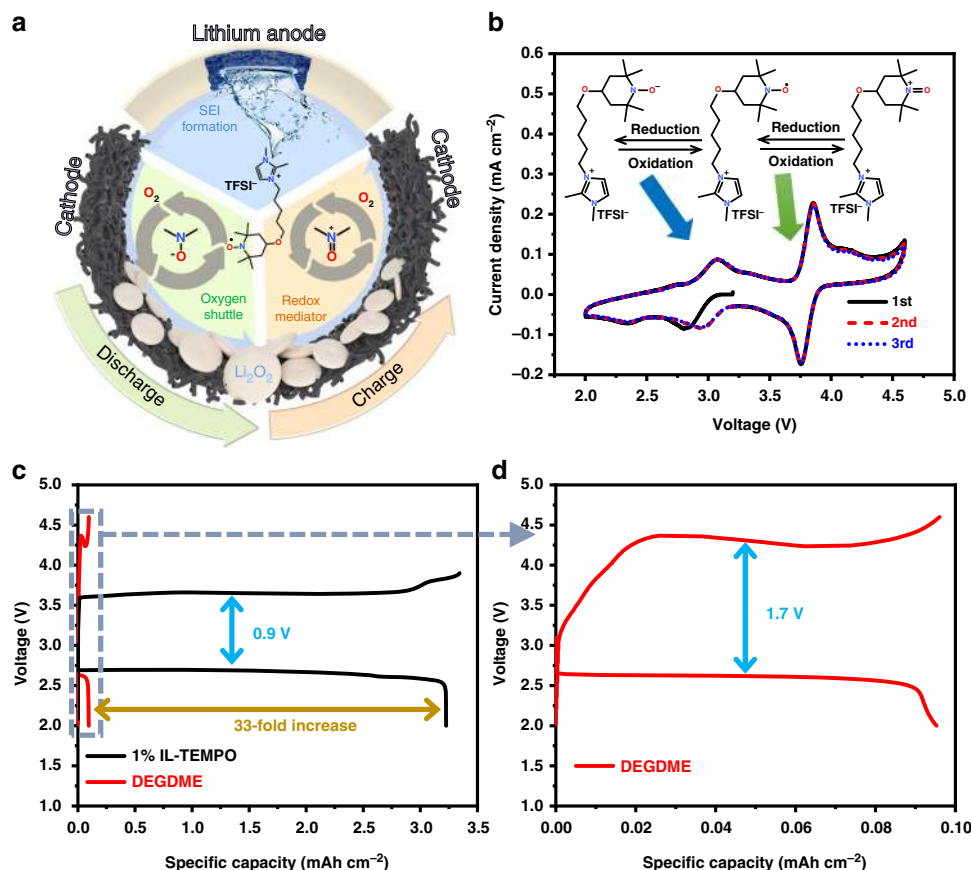 a
Lithium anode
SEI
formation
Cathode
Cathode
TFSI⁻
N
N
+
O₂
O₂
N
O
-
O
N
O
N
+
O
Oxygen
shuttle
Redox
mediator
Li₂O₂
Discharge
Charge
b
Current density (mA cm⁻²)
0.6
0.5
0.4
0.3
0.2
0.1
0.0
–0.1
–0.2
2.0 2.5 3.0 3.5 4.0 4.5 5.0
Voltage (V)
O N O⁻
O N O
O N⁺ O
Reduction
Oxidation
Reduction
Oxidation
N +
N TFSI⁻
N +
N TFSI⁻
N +
N TFSI⁻
1st
2nd
3rd
c
Voltage (V)
5.0
4.5
4.0
3.5
3.0
2.5
2.0
1.5
1.0
0.9 V
33-fold increase
1% IL-TEMPO
DEGDME
0.0 0.5 1.0 1.5 2.0 2.5 3.0 3.5
Specific capacity (mAh cm⁻²)
d
Voltage (V)
5.0
4.5
4.0
3.5
3.0
2.5
2.0
1.5
1.0
1.7 V
DEGDME
0.00 0.02 0.04 0.06 0.08 0.10
Specific capacity (mAh cm⁻²)